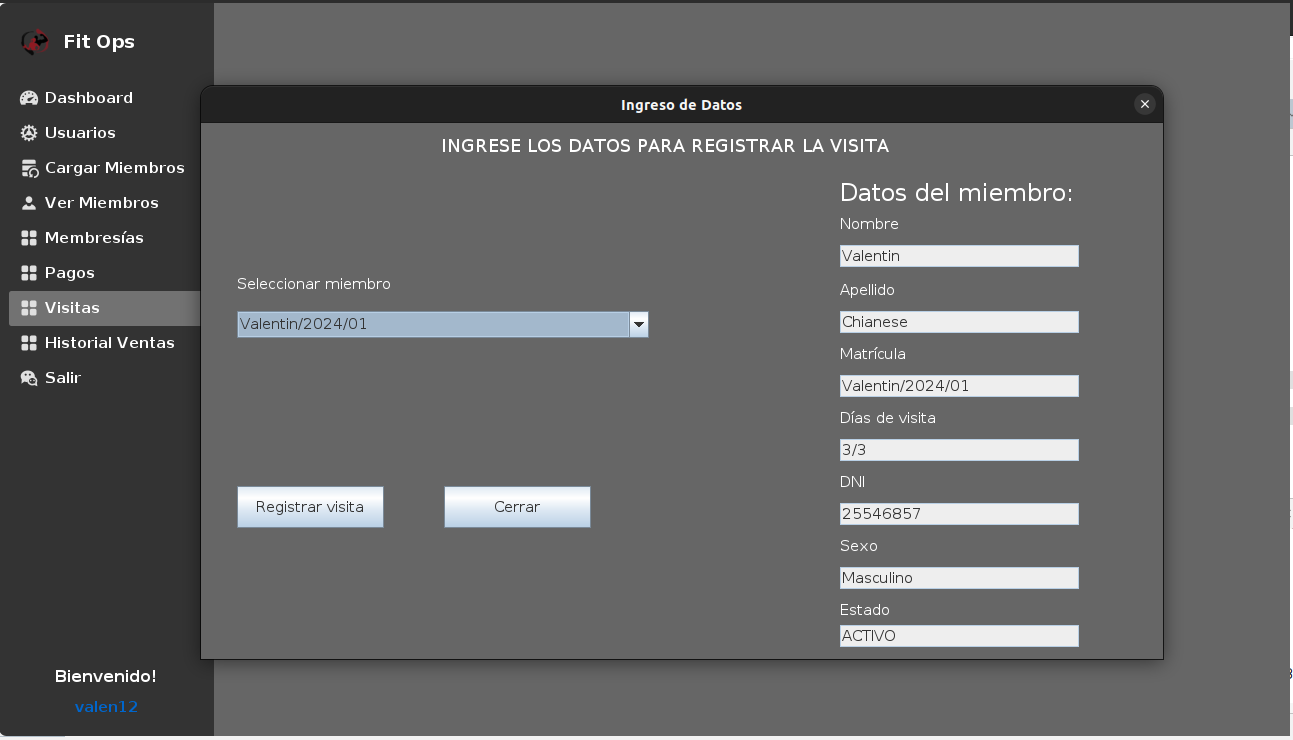 Fit Ops
Dashboard
Usuarios
Cargar Miembros
Ver Miembros
Membresías
Pagos
Visitas
Historial Ventas
Salir
Bienvenido!
valen12
Ingreso de Datos
INGRESE LOS DATOS PARA REGISTRAR LA VISITA
Seleccionar miembro
Valentin/2024/01
Registrar visita
Cerrar
Datos del miembro:
Nombre
Valentin
Apellido
Chianese
Matrícula
Valentin/2024/01
Días de visita
3/3
DNI
25546857
Sexo
Masculino
Estado
ACTIVO